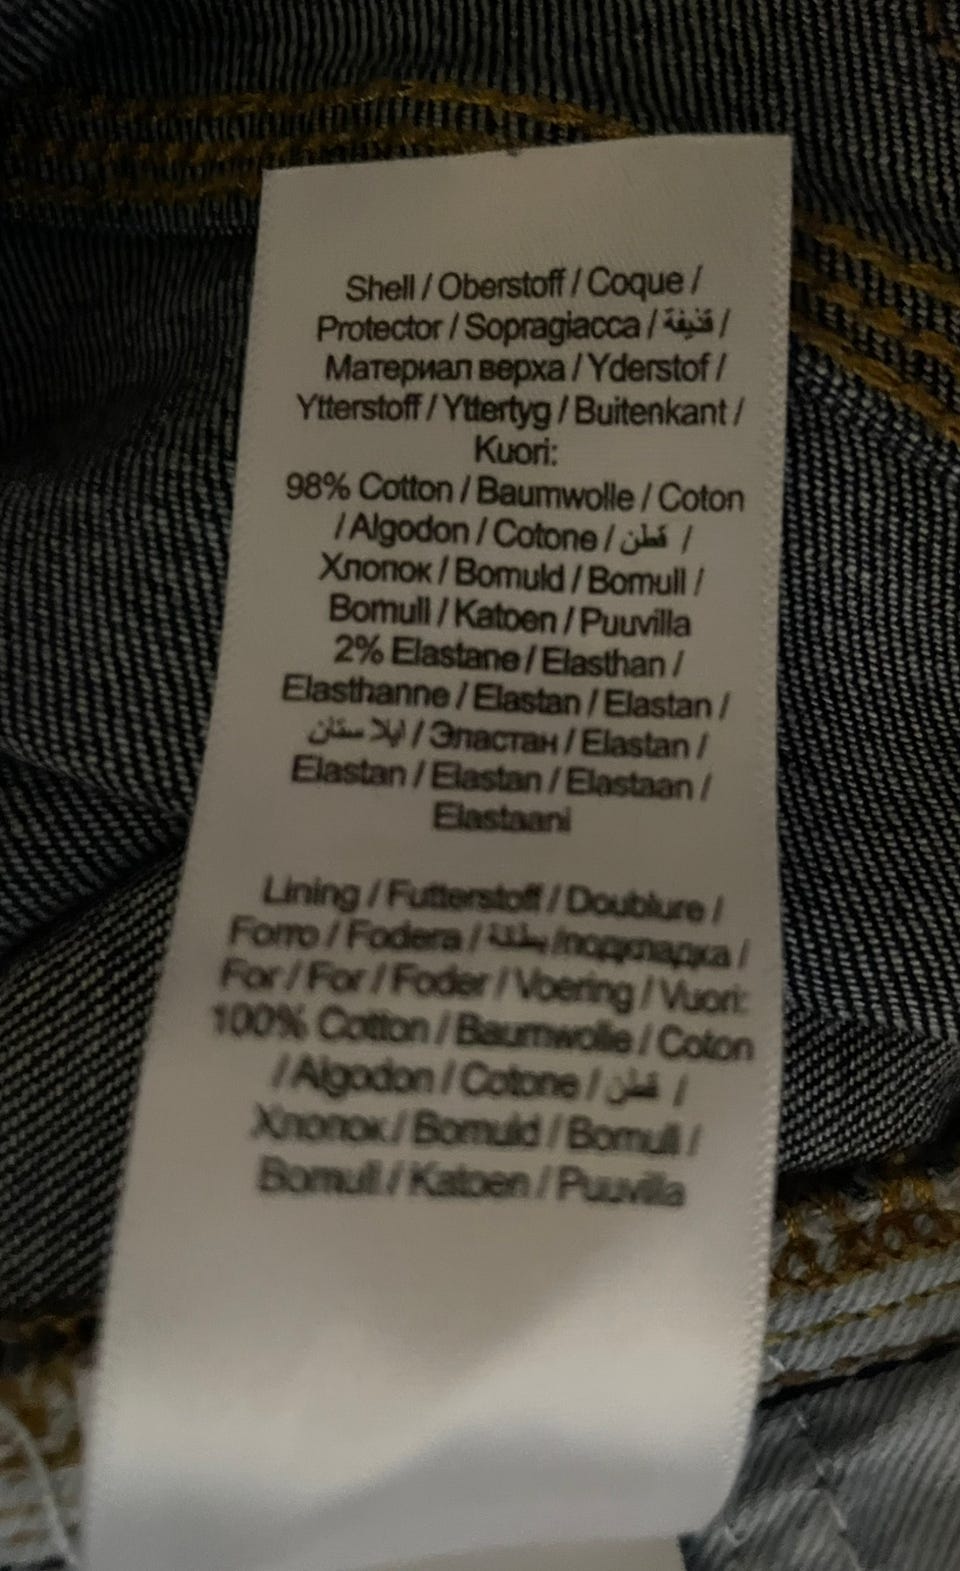 Shell / Oberstoff / Coque /
Protector / Sopragiacca / قذيفة /
Материал верха / Yderstof /
Ytterstoff / Yttertyg / Buitenkant /
Kuori:
98% Cotton / Baumwolle / Coton
/ Algodon / Cotone / قطن /
Хлопок / Bomuld / Bomull /
Bomull / Katoen / Puuvilla
2% Elastane / Elasthan /
Elasthanne / Elastan / Elastan /
ايلا ستان / Эластан / Elastan /
Elastan / Elastan / Elastaan /
Elastaani
Lining / Futterstoff / Doublure /
Forro / Fodera / بطانة /подкладка /
For / For / Foder / Voering / Vuori:
100% Cotton / Baumwolle / Coton
/ Algodon / Cotone / قطن /
Хлопок / Bomuld / Bomull /
Bomull / Katoen / Puuvilla